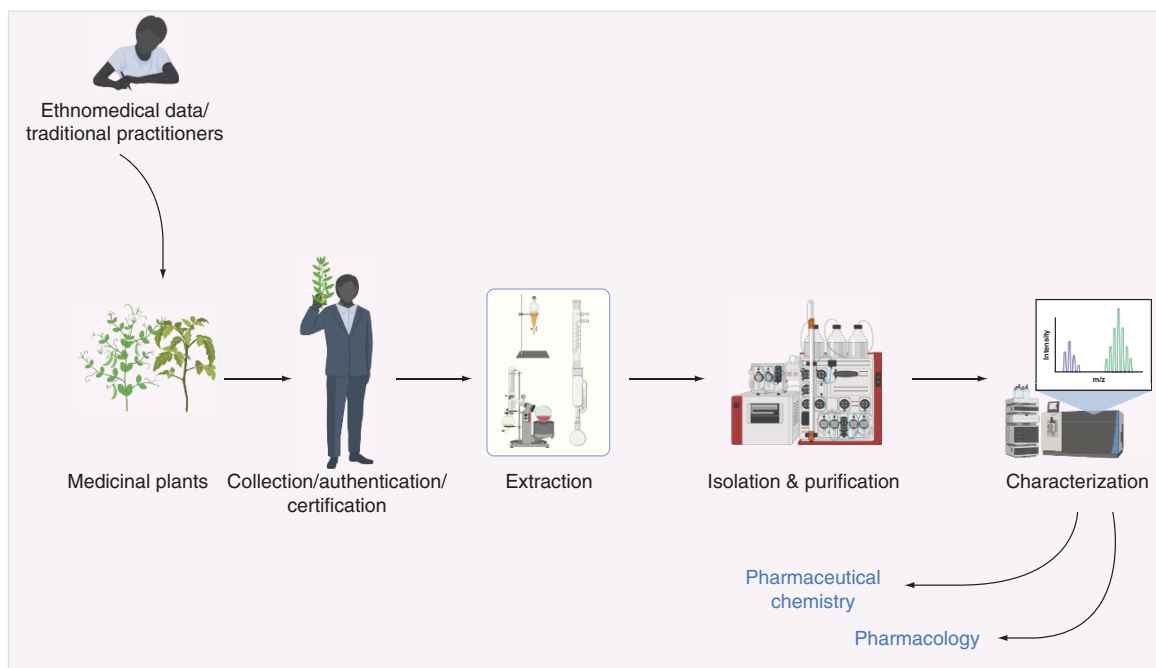 Ethnomedical data/
traditional practitioners
Intensity
m/z
Medicinal plants
Collection/authentication/
certification
Extraction
Isolation & purification
Characterization
Pharmaceutical
chemistry
Pharmacology